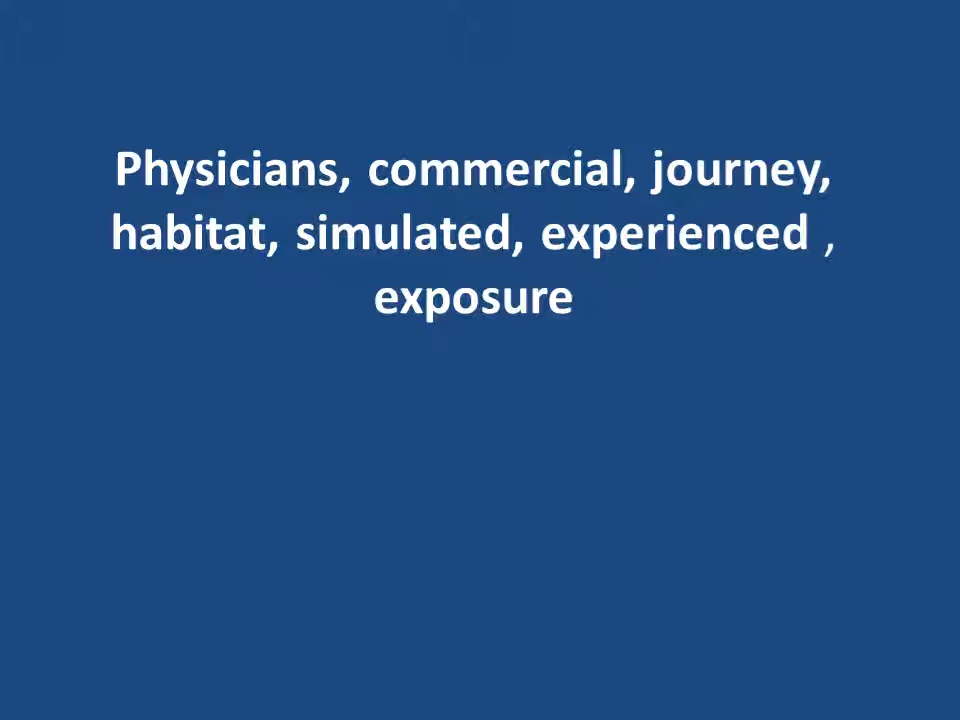 Physicians, commercial, journey,
habitat, simulated, experienced ,
exposure